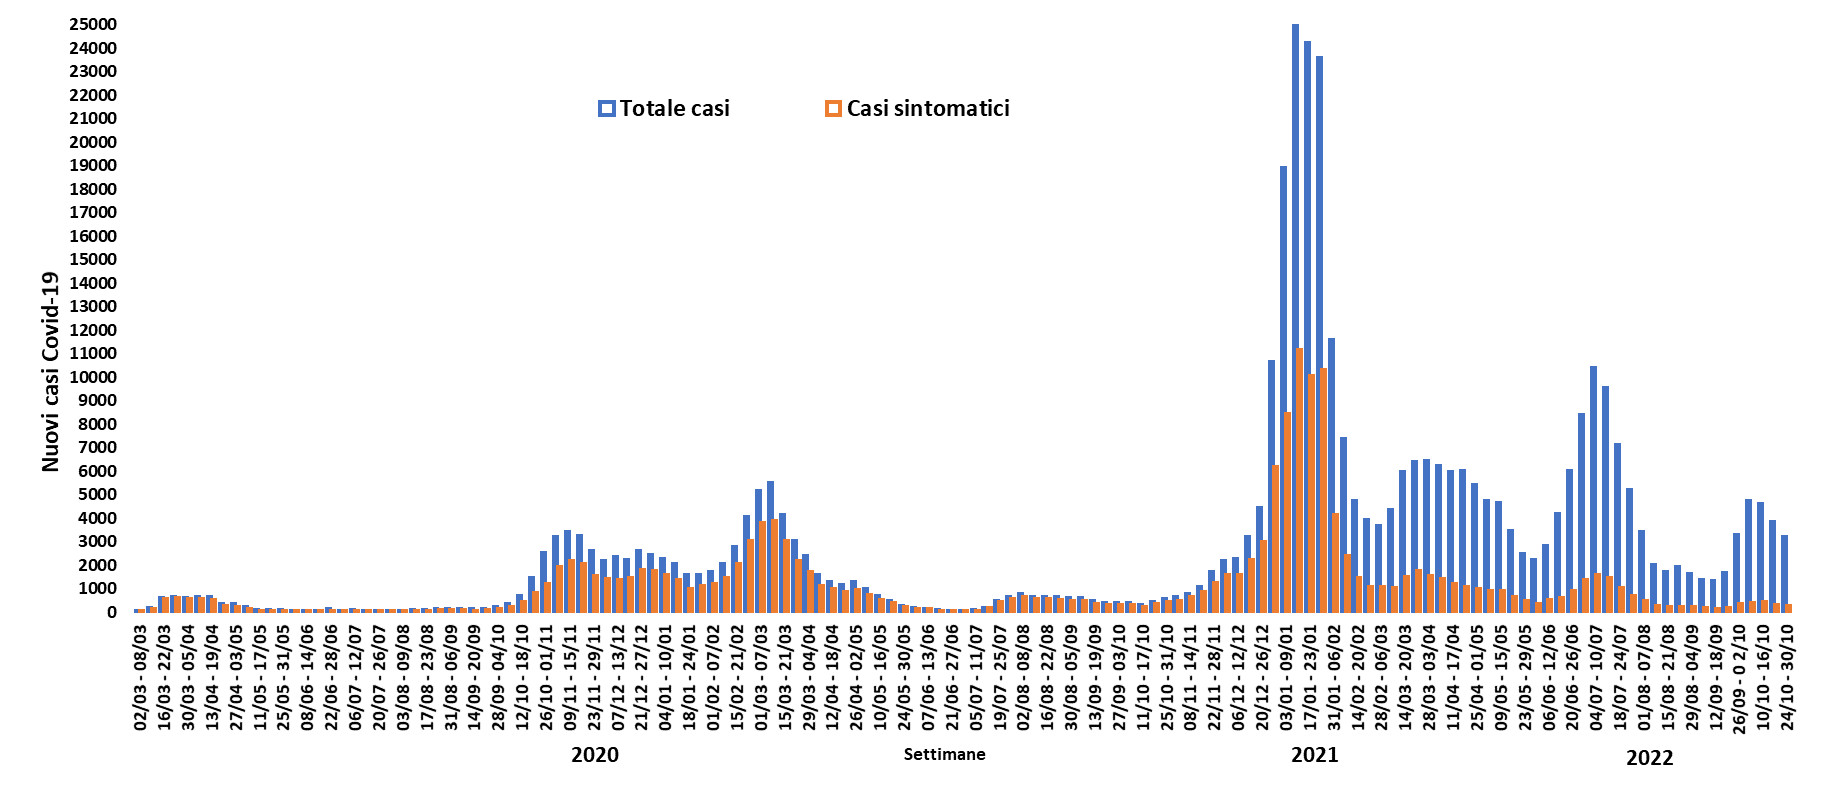 25000
24000
23000
22000
21000
20000
19000
18000
17000
16000
15000
14000
13000
12000
11000
10000
9000
8000
7000
6000
5000
4000
3000
2000
1000
0
Nuovi casi Covid-19
Totale casi
Casi sintomatici
02/03 - 08/03
16/03 - 22/03
30/03 - 05/04
13/04 - 19/04
27/04 - 03/05
11/05 - 17/05
25/05 - 31/05
08/06 - 14/06
22/06 - 28/06
06/07 - 12/07
20/07 - 26/07
03/08 - 09/08
17/08 - 23/08
31/08 - 06/09
14/09 - 20/09
28/09 - 04/10
12/10 - 18/10
26/10 - 01/11
09/11 - 15/11
23/11 - 29/11
07/12 - 13/12
21/12 - 27/12
04/01 - 10/01
18/01 - 24/01
01/02 - 07/02
15/02 - 21/02
01/03 - 07/03
15/03 - 21/03
29/03 - 04/04
12/04 - 18/04
26/04 - 02/05
10/05 - 16/05
24/05 - 30/05
07/06 - 13/06
21/06 - 27/06
05/07 - 11/07
19/07 - 25/07
02/08 - 08/08
16/08 - 22/08
30/08 - 05/09
13/09 - 19/09
27/09 - 03/10
11/10 - 17/10
25/10 - 31/10
08/11 - 14/11
22/11 - 28/11
06/12 - 12/12
20/12 - 26/12
03/01 - 09/01
17/01 - 23/01
31/01 - 06/02
14/02 - 20/02
28/02 - 06/03
14/03 - 20/03
28/03 - 03/04
11/04 - 17/04
25/04 - 01/05
09/05 - 15/05
23/05 - 29/05
06/06 - 12/06
20/06 - 26/06
04/07 - 10/07
18/07 - 24/07
01/08 - 07/08
15/08 - 21/08
29/08 - 04/09
12/09 - 18/09
26/09 - 0 2/10
10/10 - 16/10
24/10 - 30/10
2020
Settimane
2021
2022